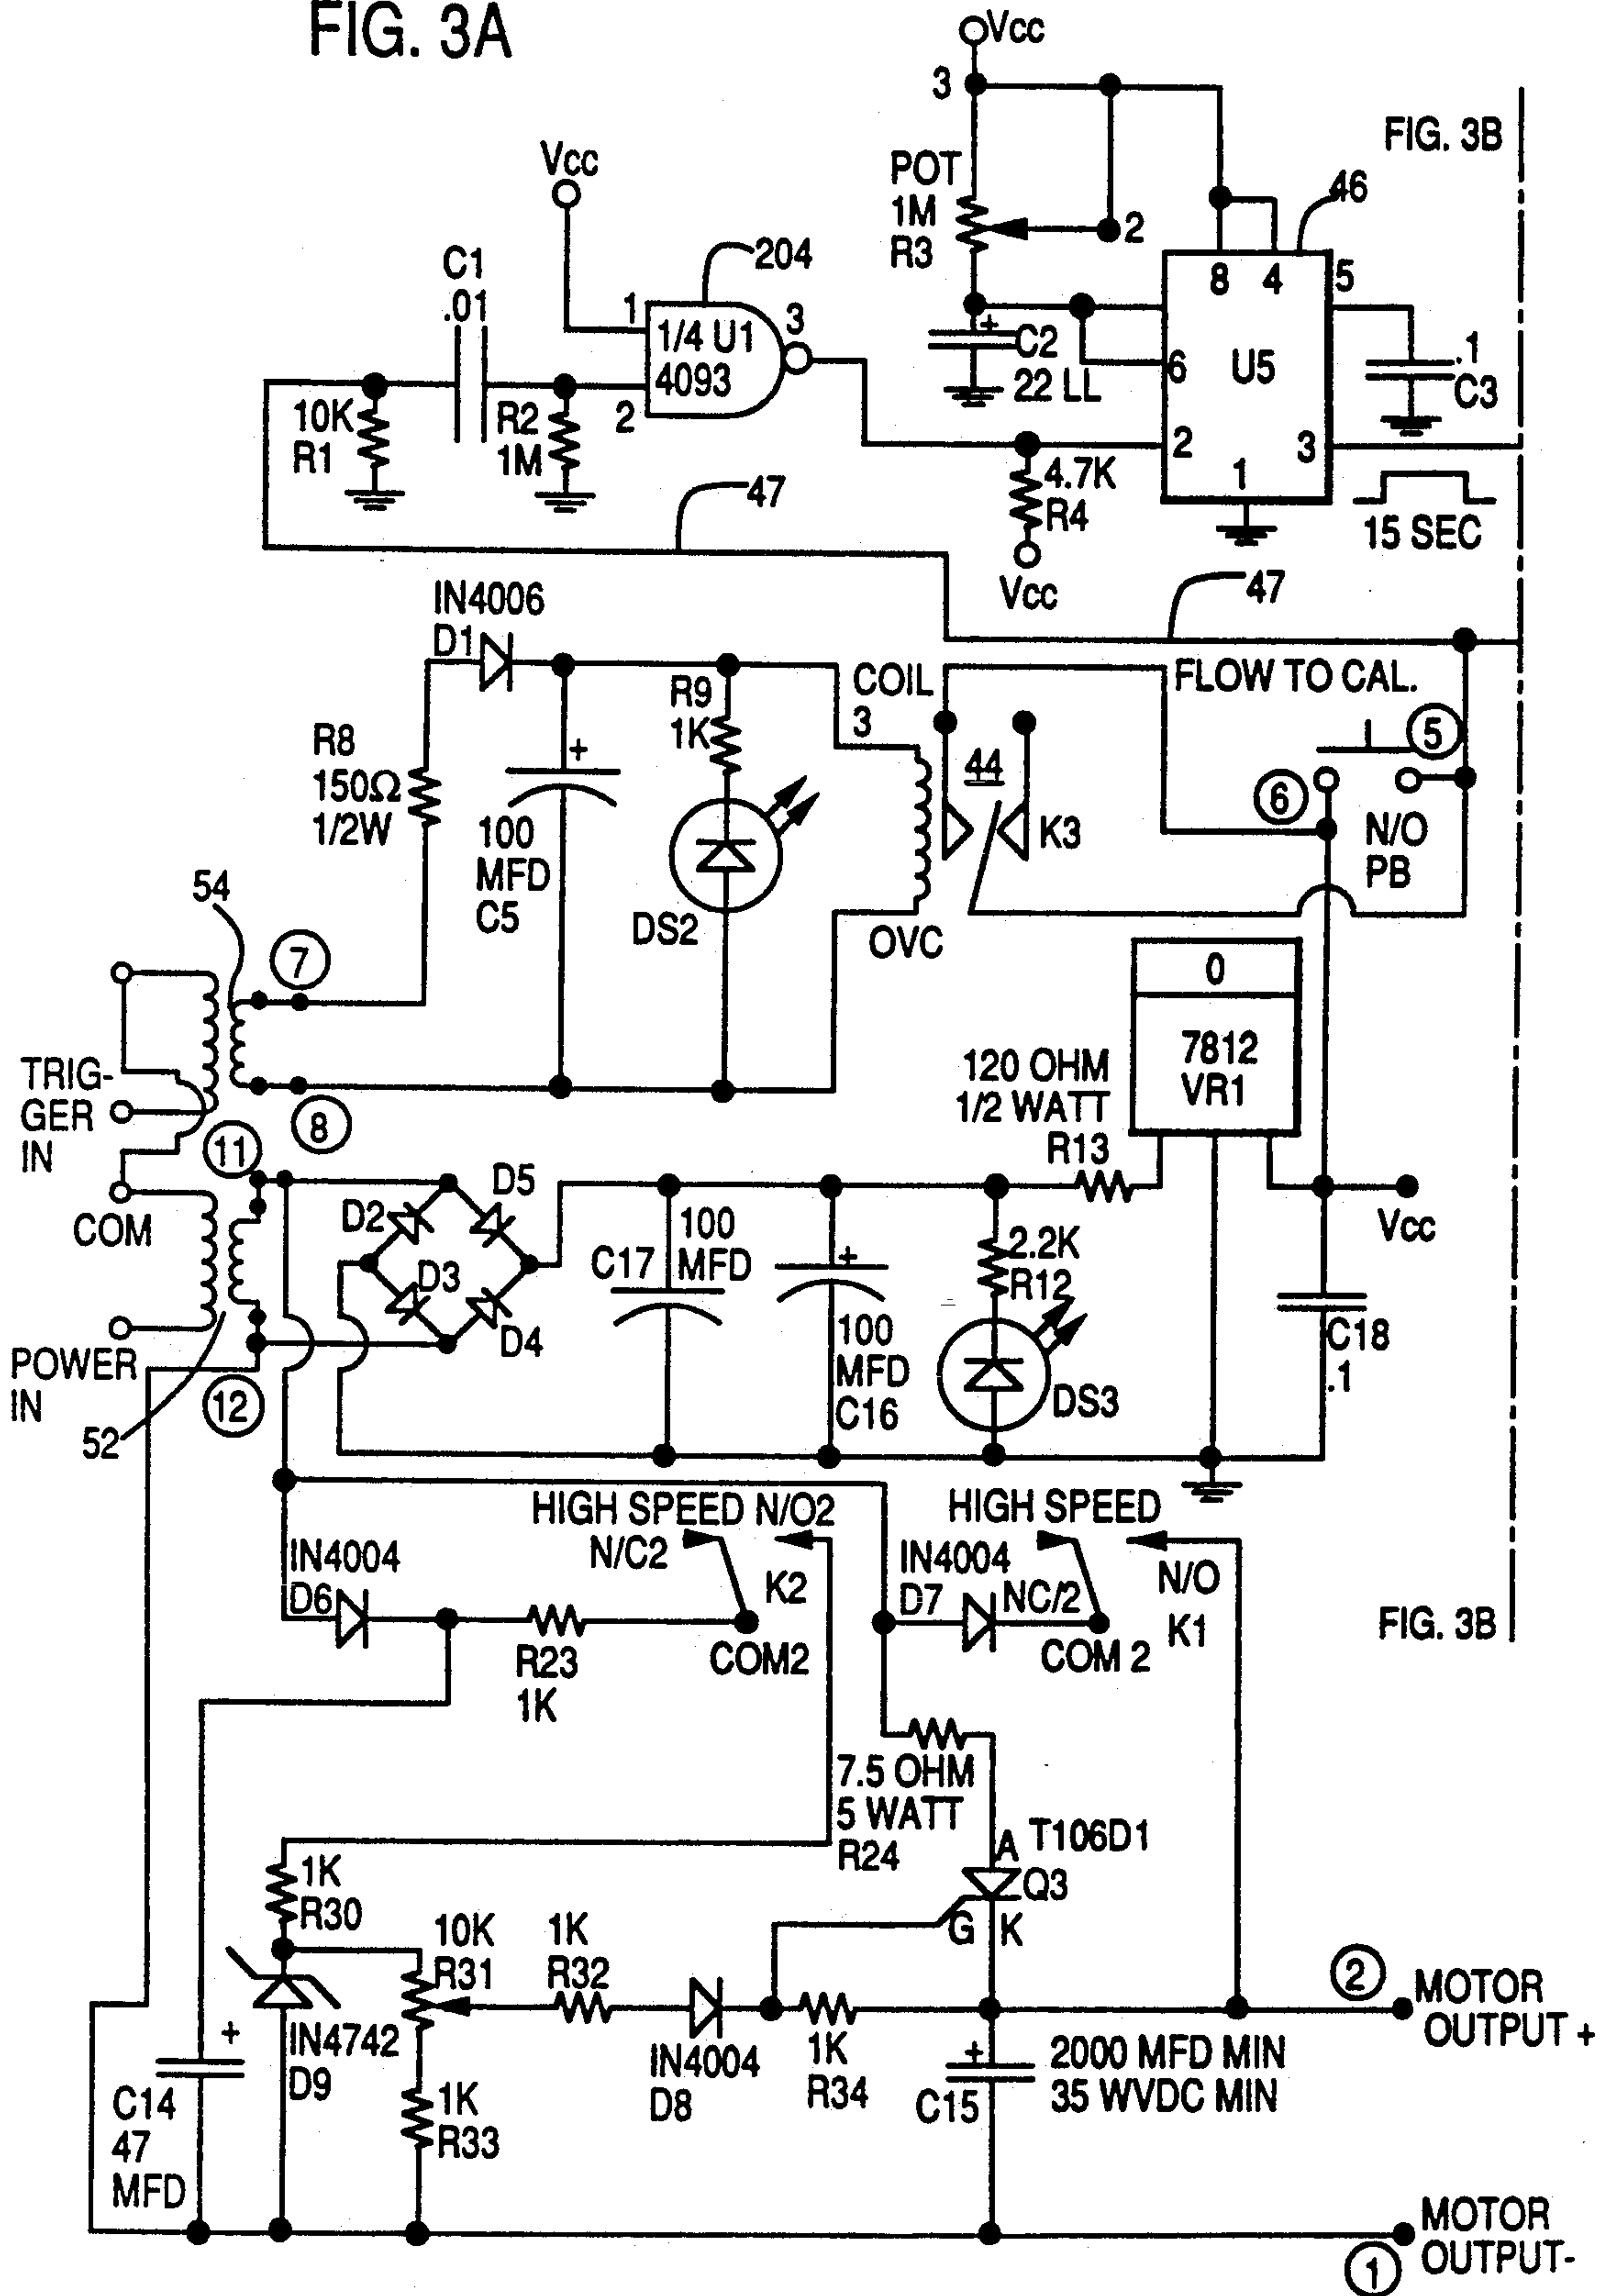 FIG. 3A
Vcc
3
FIG. 3B
Vcc
POT
1M
R3
2
46
204
C1
.01
1
1/4 U1
4093
3
2
8 4
5
U5
6
C2
22 LL
.1
C3
10K
R1
R2
1M
2
3
1
4.7K
R4
15 SEC
47
Vcc
47
IN4006
D1
COIL
3
FLOW TO CAL.
R9
1K
R8
150Ω
1/2W
+
100
MFD
C5
44
K3
5
6
N/O
PB
DS2
OVC
54
7
0
7812
VR1
TRIG-
GER
IN
8
120 OHM
1/2 WATT
R13
11
COM
D2
D5
D3
D4
C17
100
MFD
+
100
MFD
C16
2.2K
R12
DS3
Vcc
C18
.1
POWER
IN
12
52
HIGH SPEED N/O2
N/C2
K2
HIGH SPEED
IN4004
D6
IN4004
D7
NC/2
N/O
K1
FIG. 3B
R23
1K
COM2
COM 2
7.5 OHM
5 WATT
R24
A
T106D1
Q3
G
K
1K
R30
10K
R31
1K
R32
2
MOTOR
OUTPUT +
+
IN4742
D9
IN4004
D8
1K
R34
+
C15
2000 MFD MIN
35 WVDC MIN
C14
47
MFD
1K
R33
MOTOR
OUTPUT-
1